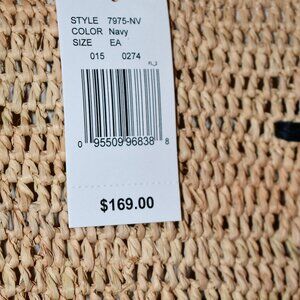 STYLE 7975-NV
COLOR Navy
SIZE EA
015 0274
0 95509 96838 8
$169.00